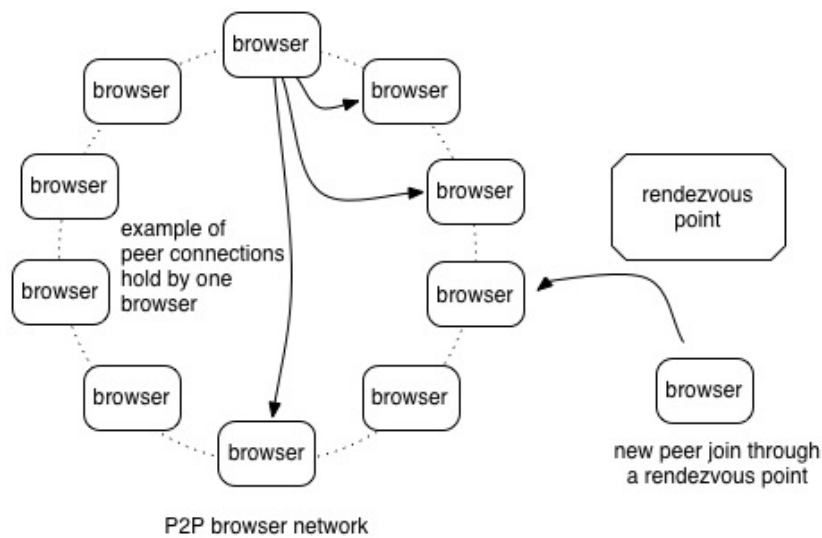 browser
browser
browser
browser
browser
rendezvous
point
example of
peer connections
hold by one
browser
browser
browser
browser
browser
browser
browser
new peer join through
a rendezvous point
P2P browser network